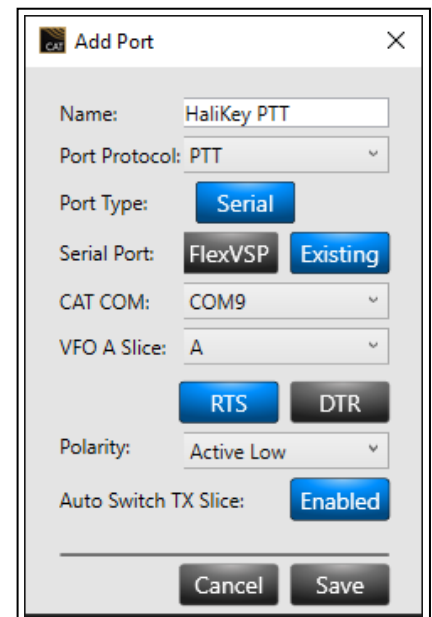 CAT Add Port
Name: HaliKey PTT
Port Protocol: PTT
Port Type: Serial
Serial Port: FlexVSP Existing
CAT COM: COM9
VFO A Slice: A
RTS DTR
Polarity: Active Low
Auto Switch TX Slice: Enabled
Cancel Save